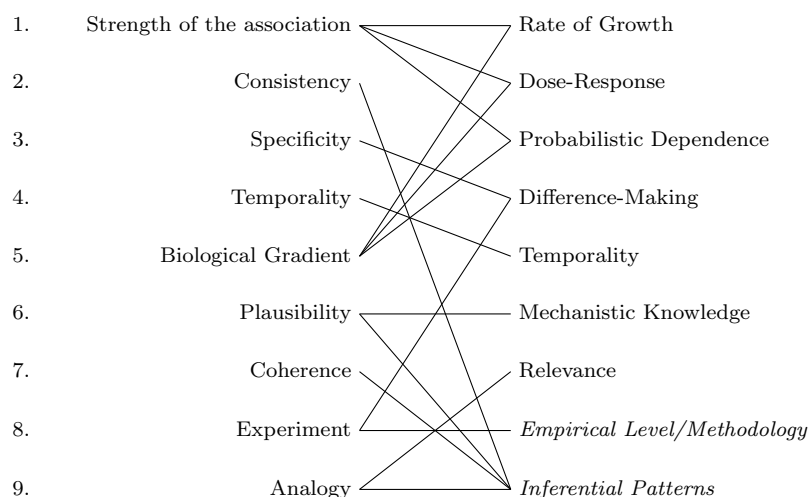 1. Strength of the association Rate of Growth
2. Consistency Dose-Response
3. Specificity Probabilistic Dependence
4. Temporality Difference-Making
5. Biological Gradient Temporality
6. Plausibility Mechanistic Knowledge
7. Coherence Relevance
8. Experiment Empirical Level/Methodology
9. Analogy Inferential Patterns